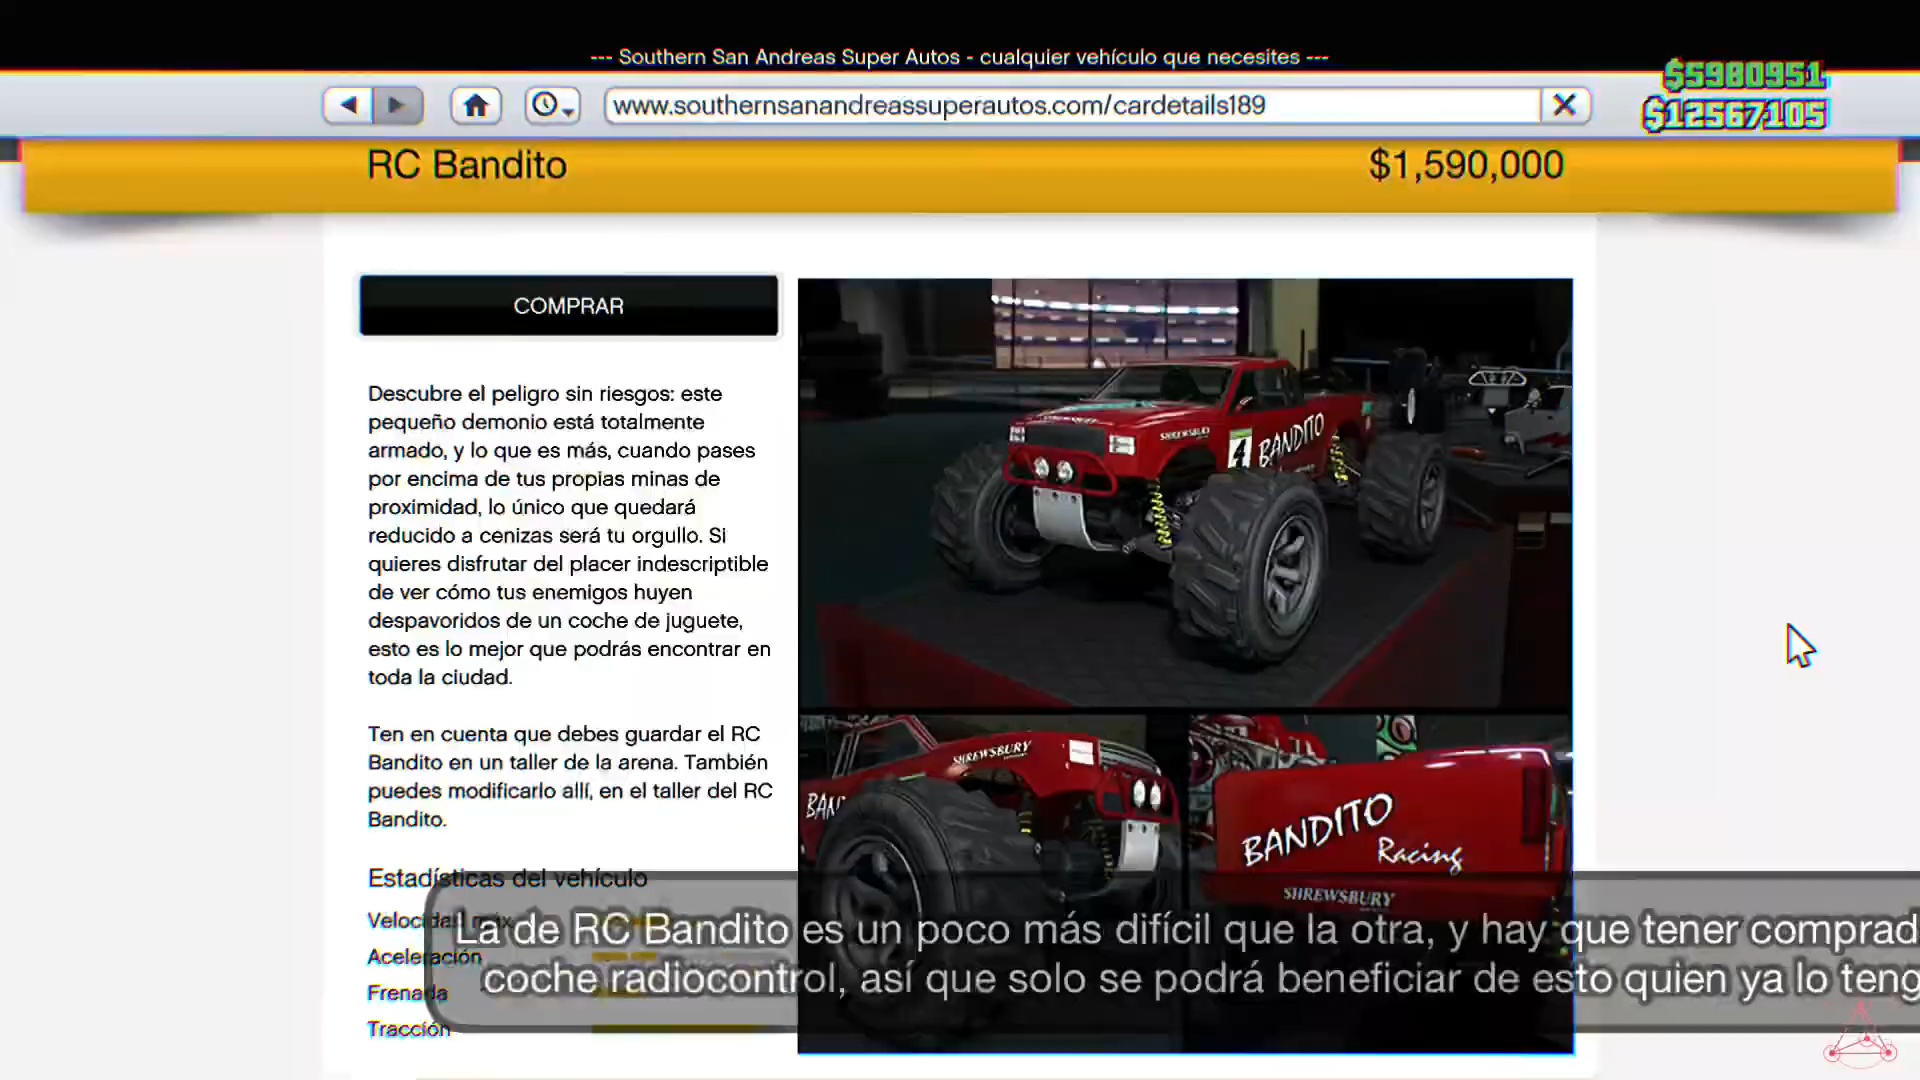 --- Southern San Andreas Super Autos - cualquier vehículo que necesites ---
$5980951
www.southernsanandreassuperautos.com/cardetails189
$12567105
RC Bandito
$1,590,000
COMPRAR
Descubre el peligro sin riesgos: este
pequeño demonio está totalmente
armado, y lo que es más, cuando pases
por encima de tus propias minas de
proximidad, lo único que quedará
reducido a cenizas será tu orgullo. Si
quieres disfrutar del placer indescriptible
de ver cómo tus enemigos huyen
despavoridos de un coche de juguete,
esto es lo mejor que podrás encontrar en
toda la ciudad.
Ten en cuenta que debes guardar el RC
Bandito en un taller de la arena. También
puedes modificarlo allí, en el taller del RC
Bandito.
Estadísticas del vehículo
Velocidad máx.
Aceleración
Frenada
Tracción
SHREWSBURY
4
BANDITO
SHREWSBURY
BAN
BANDITO
Racing
SHREWSBURY
La de RC Bandito es un poco más difícil que la otra, y hay que tener comprad
coche radiocontrol, así que solo se podrá beneficiar de esto quien ya lo teng